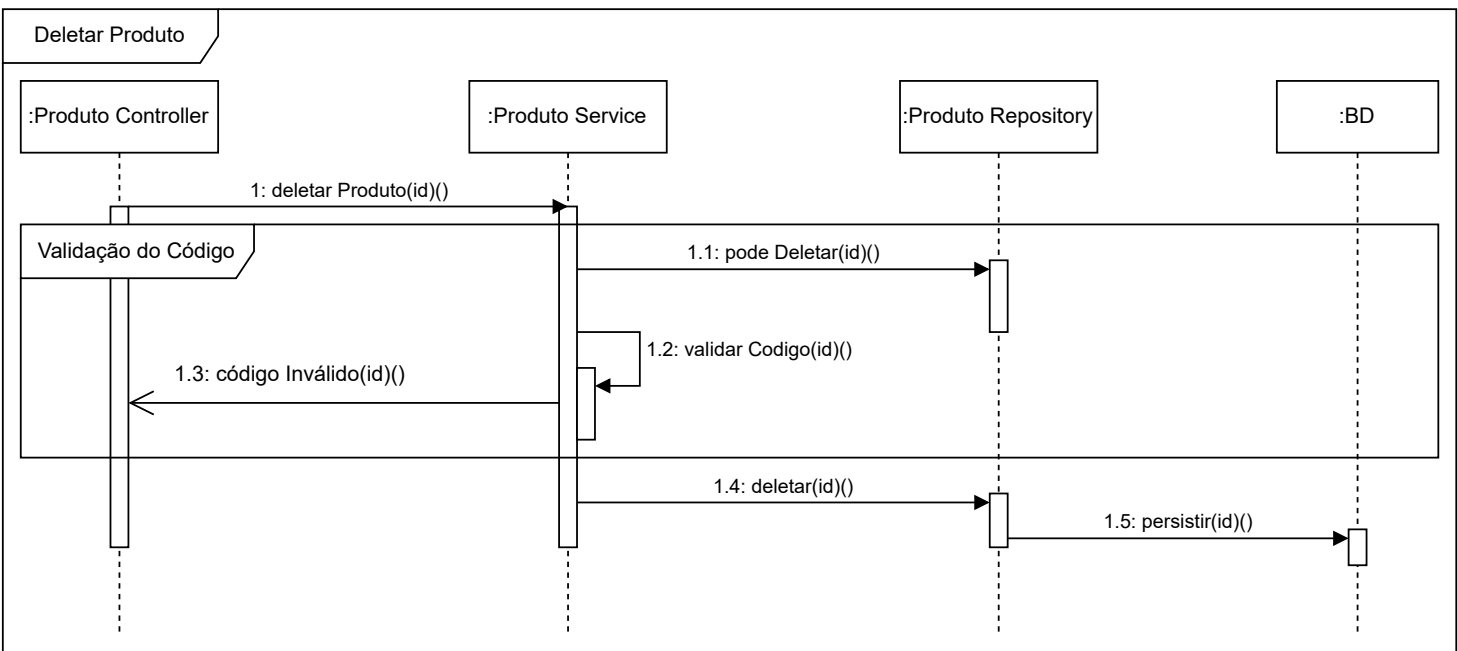 Deletar Produto
:Produto Controller
:Produto Service
:Produto Repository
:BD
1: deletar Produto(id)()
Validação do Código
1.1: pode Deletar(id)()
1.2: validar Codigo(id)()
1.3: código Inválido(id)()
1.4: deletar(id)()
1.5: persistir(id)()